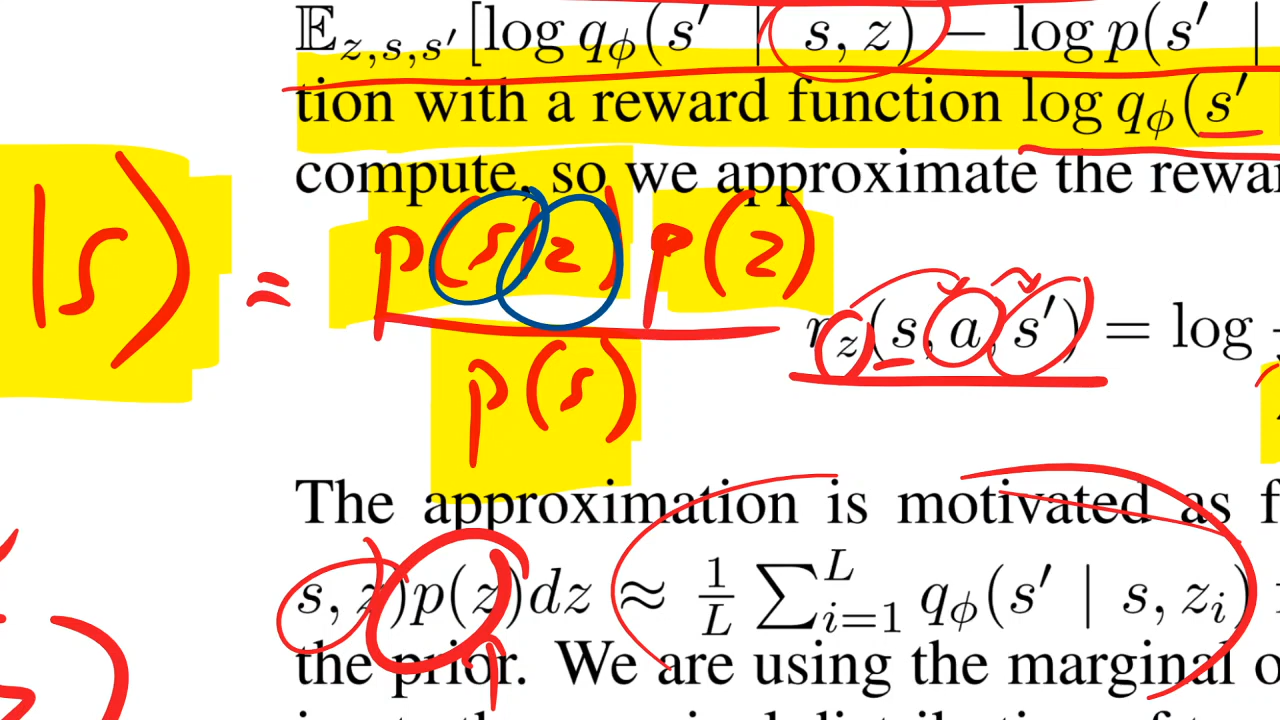 𝔼_{z,s,s′}[log q_ϕ(s′ | s, z) − log p(s′ |
tion with a reward function log q_ϕ(s′
compute, so we approximate the rewar
|s) = p(s|z) p(z) / p(s)
r_z(s, a, s′) = log
The approximation is motivated as f
s, z)p(z)dz ≈ 1/L ∑_{i=1}^{L} q_ϕ(s′ | s, z_i)
the prior. We are using the marginal o